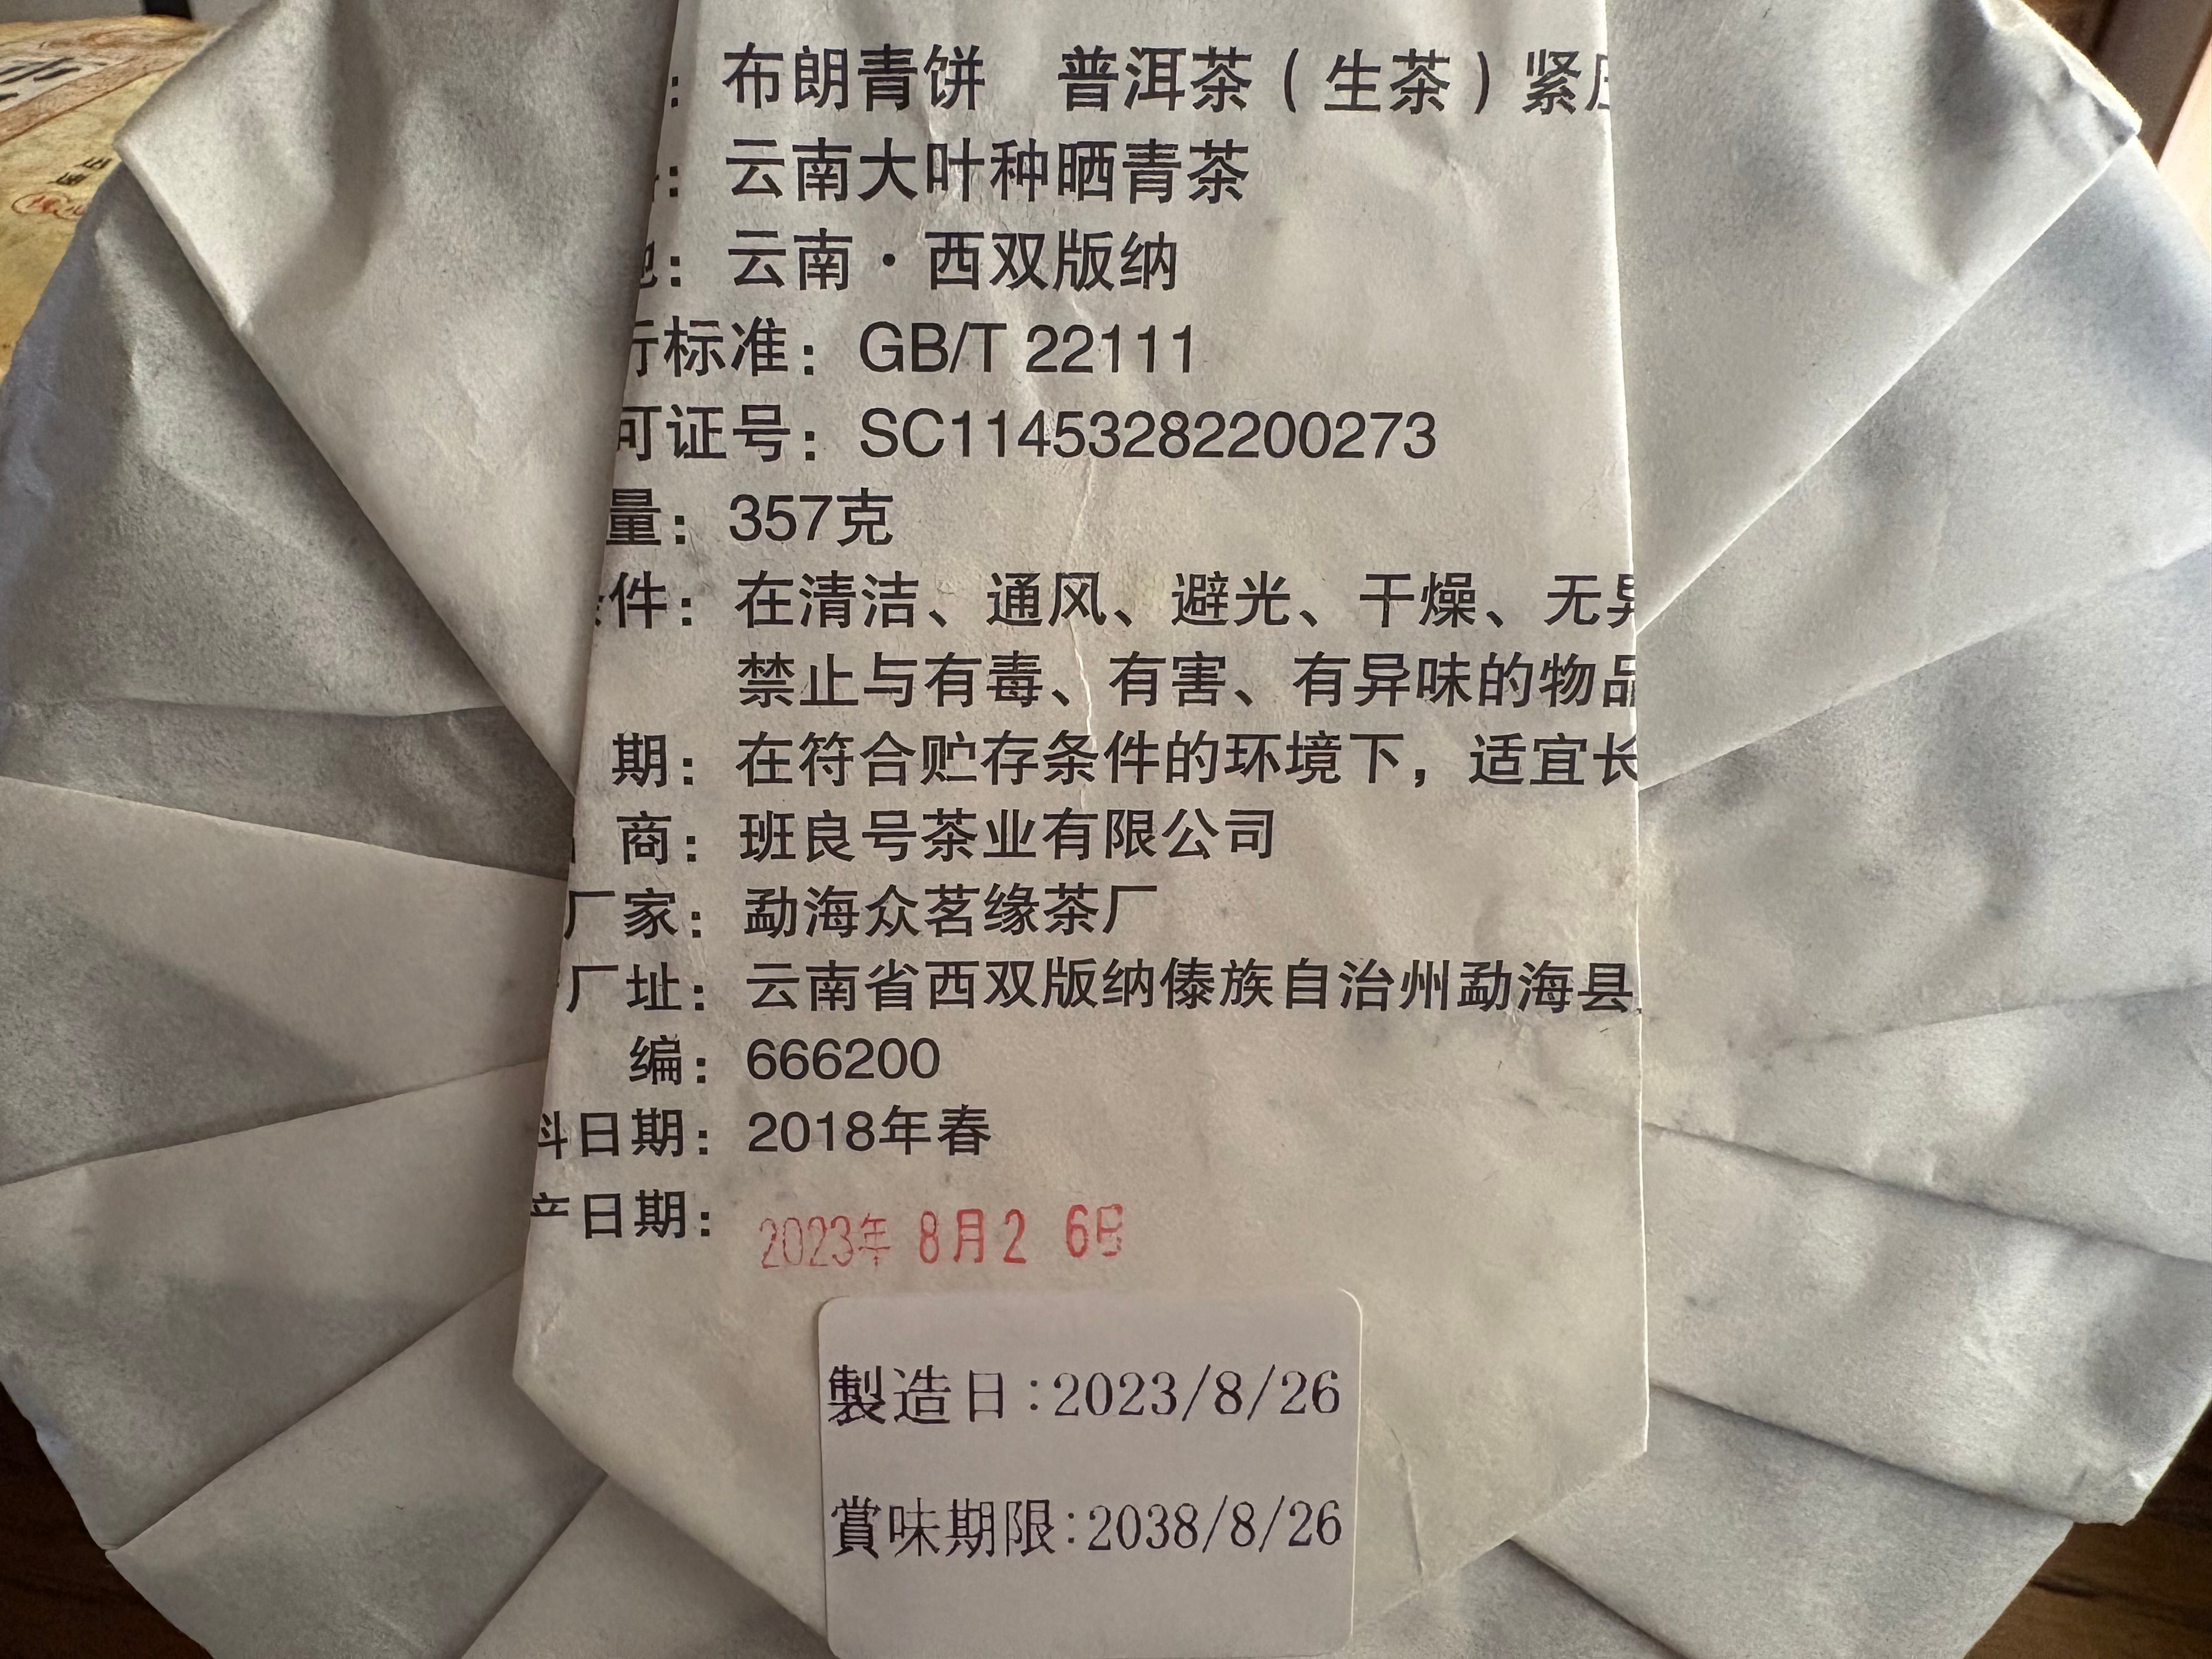 ：布朗青饼　普洱茶（生茶）紧
：云南大叶种晒青茶
：云南·西双版纳
标准：GB/T 22111
可证号：SC11453282200273
量：357克
件：在清洁、通风、避光、干燥、无
禁止与有毒、有害、有异味的物品
期：在符合贮存条件的环境下，适宜长
商：班良号茶业有限公司
厂家：勐海众茗缘茶厂
厂址：云南省西双版纳傣族自治州勐海县
编：666200
日期：2018年春
产日期：2023年 8月2 6日
製造日:2023/8/26
賞味期限:2038/8/26